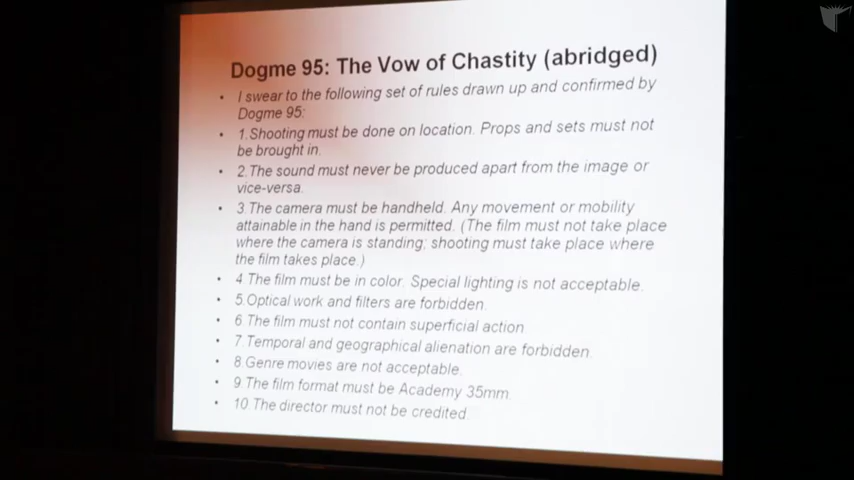 Dogme 95: The Vow of Chastity (abridged)
• I swear to the following set of rules drawn up and confirmed by
Dogme 95:
• 1.Shooting must be done on location. Props and sets must not
be brought in.
• 2.The sound must never be produced apart from the image or
vice-versa.
• 3.The camera must be handheld. Any movement or mobility
attainable in the hand is permitted. (The film must not take place
where the camera is standing; shooting must take place where
the film takes place.)
• 4.The film must be in color. Special lighting is not acceptable.
• 5.Optical work and filters are forbidden.
• 6.The film must not contain superficial action
• 7.Temporal and geographical alienation are forbidden.
• 8.Genre movies are not acceptable.
• 9.The film format must be Academy 35mm.
• 10.The director must not be credited.